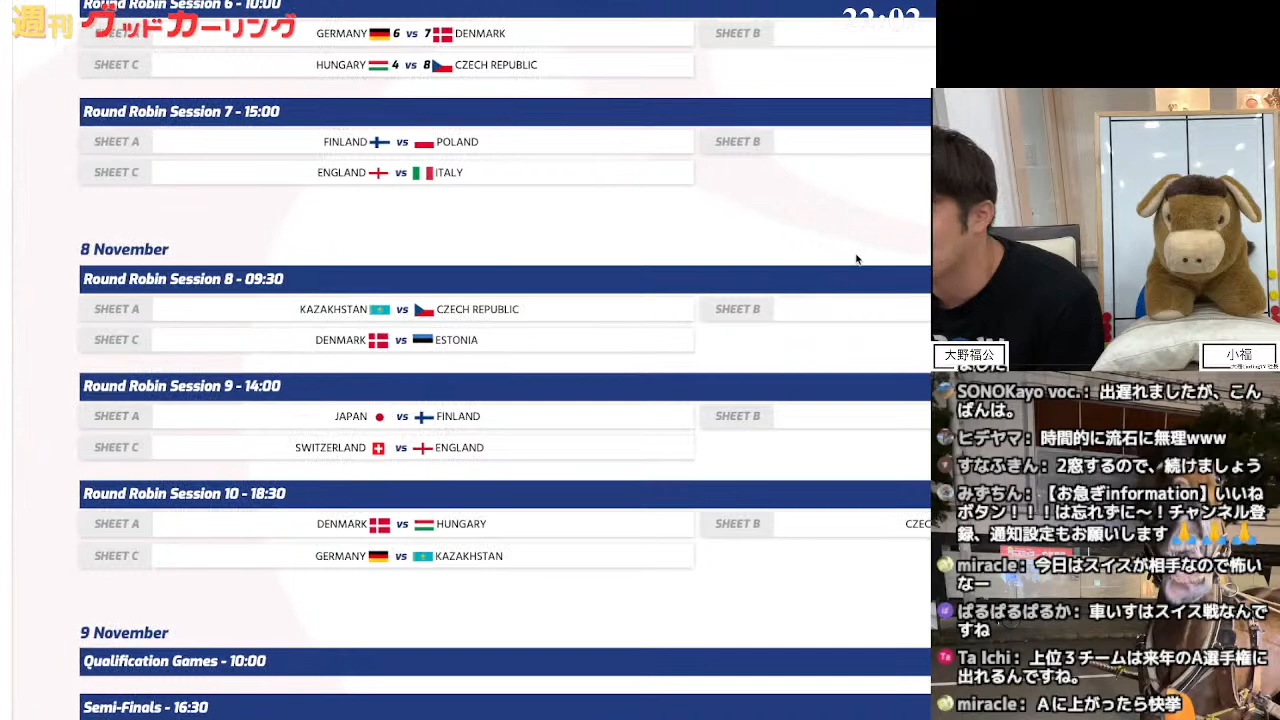 Round Robin Session 6 - 10:00
週刊 グッドカーリング
22:02
GERMANY 6 vs 7 DENMARK
SHEET B
SHEET C
HUNGARY 4 vs 8 CZECH REPUBLIC
Round Robin Session 7 - 15:00
SHEET A
FINLAND vs POLAND
SHEET B
SHEET C
ENGLAND vs ITALY
8 November
Round Robin Session 8 - 09:30
SHEET A
KAZAKHSTAN vs CZECH REPUBLIC
SHEET B
SHEET C
DENMARK vs ESTONIA
Round Robin Session 9 - 14:00
SHEET A
JAPAN vs FINLAND
SHEET B
SHEET C
SWITZERLAND vs ENGLAND
Round Robin Session 10 - 18:30
SHEET A
DENMARK vs HUNGARY
SHEET B
CZEC
SHEET C
GERMANY vs KAZAKHSTAN
9 November
Qualification Games - 10:00
Semi-Finals - 16:30
大野福公
小福
ました
SONOKayo voc.: 出遅れましたが、こん
ばんは。
ヒデヤマ: 時間的に流石に無理www
すなふきん: 2窓するので、続けましょう
みずちん: 【お急ぎinformation】いいね
ボタン！！！は忘れずに〜！チャンネル登
録、通知設定もお願いします🙏🙏🙏
miracle: 今日はスイスが相手なので怖い
なー
ぱるぱるぱるか: 車いすはスイス戦なんで
すね
Ta Ichi: 上位３チームは来年のA選手権に
出れるんですね。
miracle: Ａに上がったら快挙